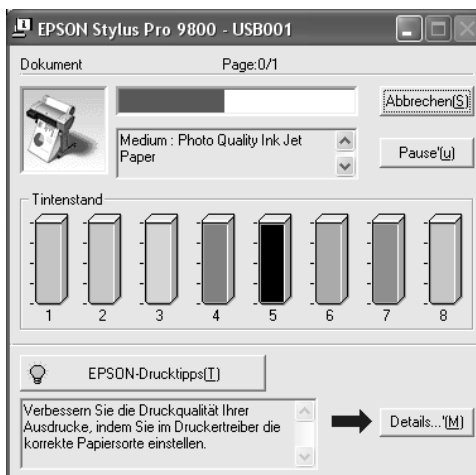 EPSON Stylus Pro 9800 - USB001
Dokument Page:0/1
Abbrechen(S)
Medium : Photo Quality Ink Jet
Paper
Pause'(u)
Tintenstand
1 2 3 4 5 6 7 8
EPSON-Drucktipps(T)
Verbessern Sie die Druckqualität Ihrer
Ausdrucke, indem Sie im Druckertreiber die
korrekte Papiersorte einstellen.
Details...'(M)